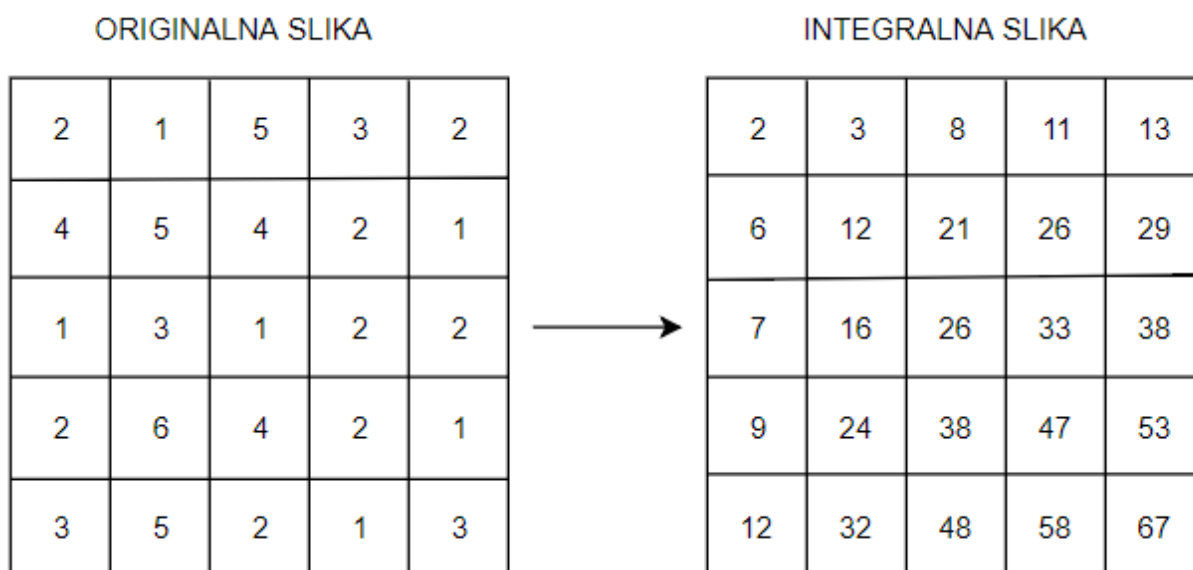 ORIGINALNA SLIKA
2 1 5 3 2
4 5 4 2 1
1 3 1 2 2
2 6 4 2 1
3 5 2 1 3
INTEGRALNA SLIKA
2 3 8 11 13
6 12 21 26 29
7 16 26 33 38
9 24 38 47 53
12 32 48 58 67